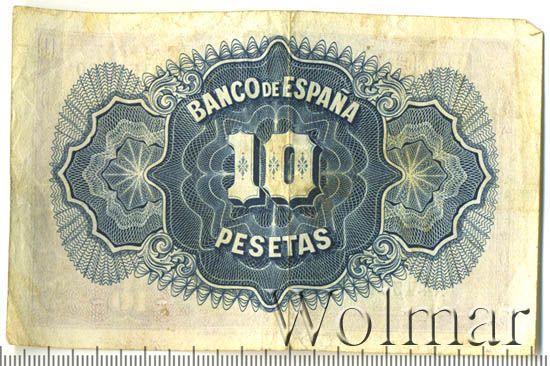 BANCO DE ESPAÑA
10
PESETAS
Wolmar